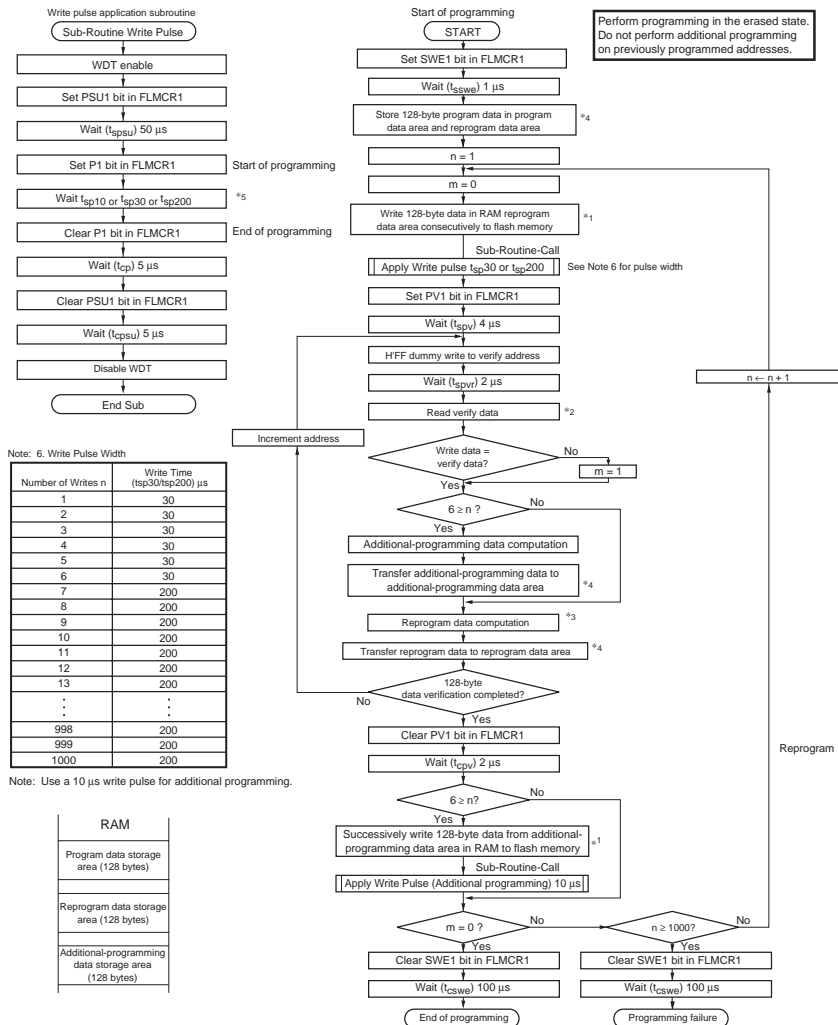 Write pulse application subroutine
Sub-Routine Write Pulse
WDT enable
Set PSU1 bit in FLMCR1
Wait (tspsu) 50 µs
Set P1 bit in FLMCR1
Start of programming
Wait tsp10 or tsp30 or tsp200
*5
Clear P1 bit in FLMCR1
End of programming
Wait (tcp) 5 µs
Clear PSU1 bit in FLMCR1
Wait (tcpsu) 5 µs
Disable WDT
End Sub
Note: 6. Write Pulse Width
Number of Writes n
Write Time
(tsp30/tsp200) µs
1 30
2 30
3 30
4 30
5 30
6 30
7 200
8 200
9 200
10 200
11 200
12 200
13 200
998 200
999 200
1000 200
Note: Use a 10 µs write pulse for additional programming.
RAM
Program data storage
area (128 bytes)
Reprogram data storage
area (128 bytes)
Additional-programming
data storage area
(128 bytes)
Start of programming
START
Set SWE1 bit in FLMCR1
Wait (tsswe) 1 µs
Store 128-byte program data in program
data area and reprogram data area
*4
n = 1
m = 0
Write 128-byte data in RAM reprogram
data area consecutively to flash memory
*1
Sub-Routine-Call
Apply Write pulse tsp30 or tsp200
See Note 6 for pulse width
Set PV1 bit in FLMCR1
Wait (tspv) 4 µs
H'FF dummy write to verify address
Wait (tspvr) 2 µs
Read verify data
*2
Increment address
Write data =
verify data?
No
m = 1
Yes
6 ≥ n ?
No
Yes
Additional-programming data computation
Transfer additional-programming data to
additional-programming data area
*4
Reprogram data computation
*3
Transfer reprogram data to reprogram data area
*4
128-byte
data verification completed?
No
Yes
Clear PV1 bit in FLMCR1
Wait (tcpv) 2 µs
6 ≥ n?
No
Yes
Successively write 128-byte data from additional-
programming data area in RAM to flash memory
*1
Sub-Routine-Call
Apply Write Pulse (Additional programming) 10 µs
m = 0 ?
No
Yes
Clear SWE1 bit in FLMCR1
Wait (tcswe) 100 µs
End of programming
n ≥ 1000?
No
Yes
Clear SWE1 bit in FLMCR1
Wait (tcswe) 100 µs
Programming failure
n ← n + 1
Reprogram
Perform programming in the erased state.
Do not perform additional programming
on previously programmed addresses.